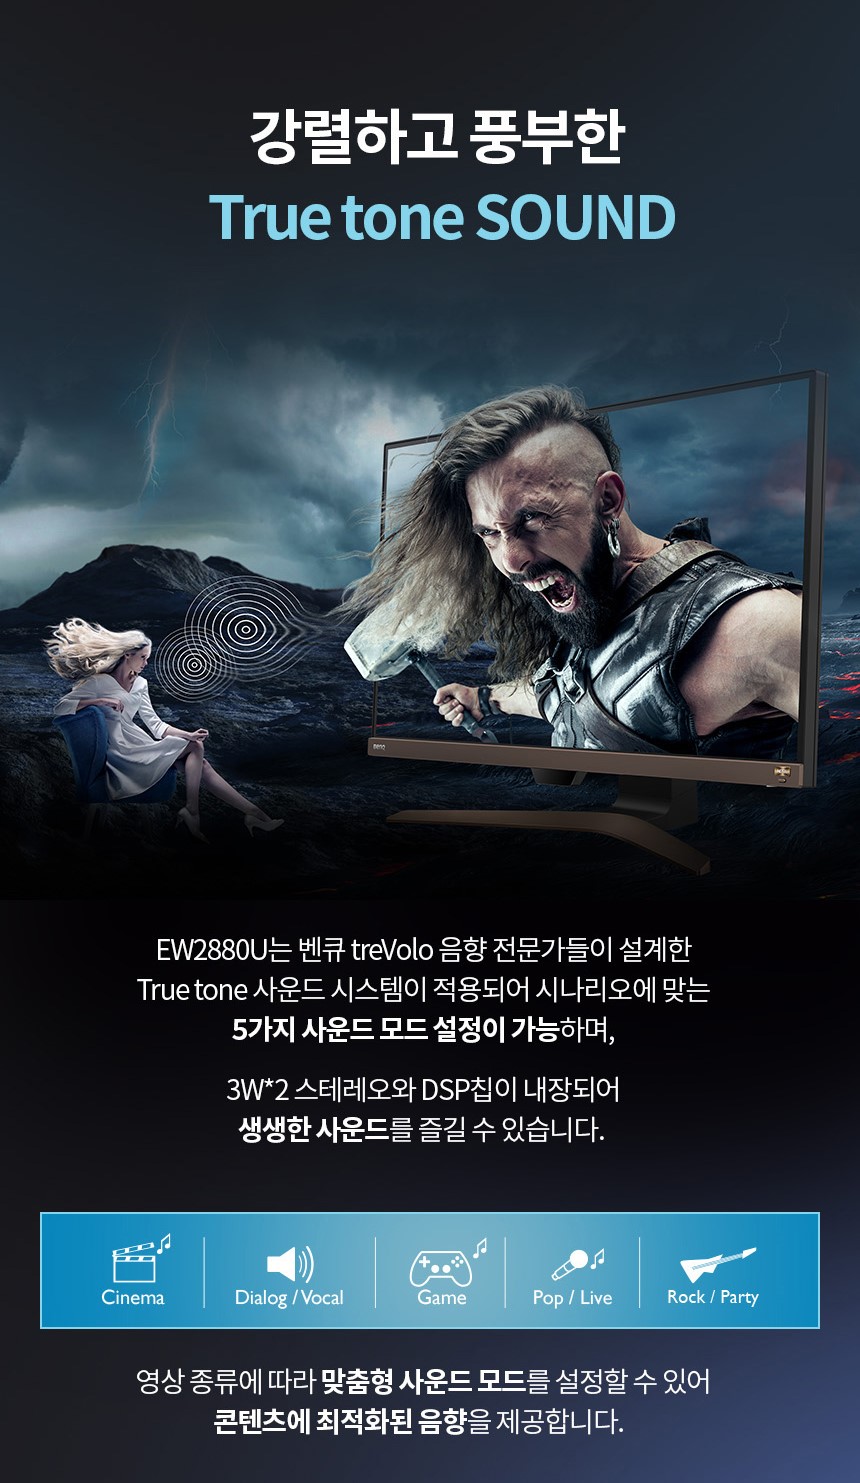 강렬하고 풍부한
True tone SOUND
BenQ
EW2880U는 벤큐 treVolo 음향 전문가들이 설계한
True tone 사운드 시스템이 적용되어 시나리오에 맞는
5가지 사운드 모드 설정이 가능하며,
3W*2 스테레오와 DSP칩이 내장되어
생생한 사운드를 즐길 수 있습니다.
Cinema
Dialog / Vocal
Game
Pop / Live
Rock / Party
영상 종류에 따라 맞춤형 사운드 모드를 설정할 수 있어
콘텐츠에 최적화된 음향을 제공합니다.